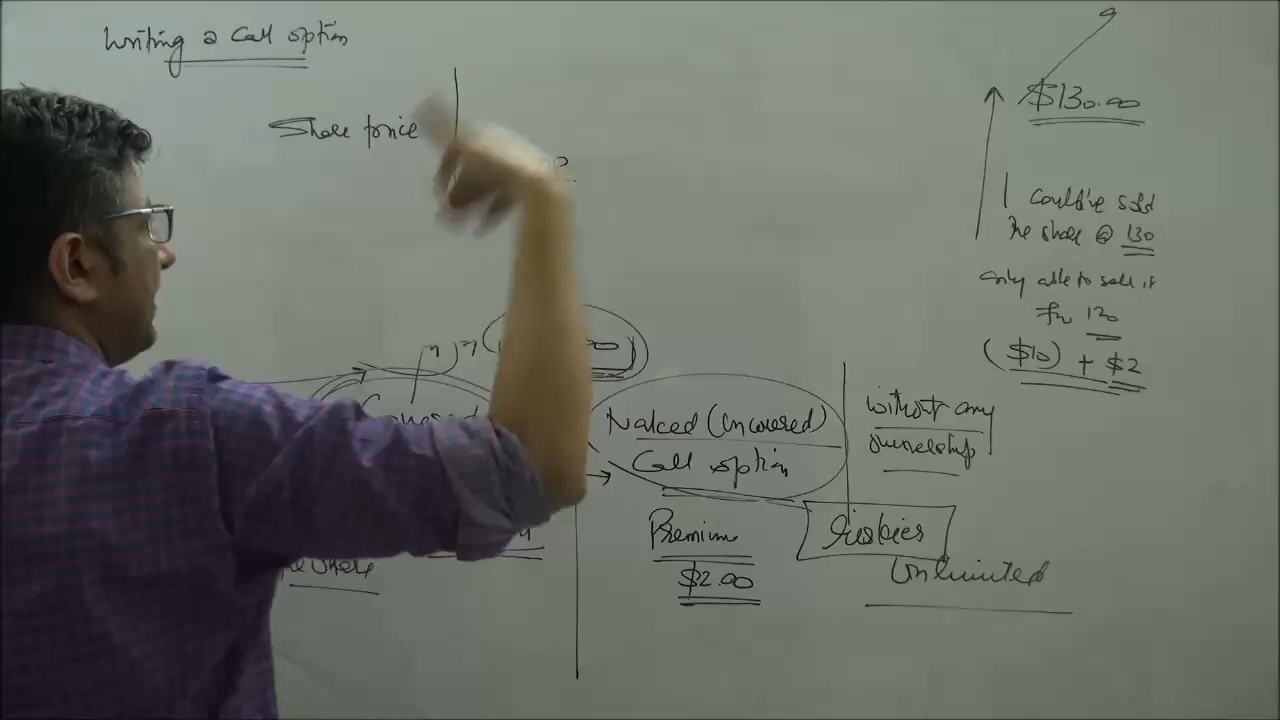 Writing a Call option
$130.00
Share price
I could've sold
the share @ 130
only able to sell it
for 120
($10) + $2
Naked (Uncovered)
Call option
without any
ownership
Premium
$2.00
Riskier
Unlimited